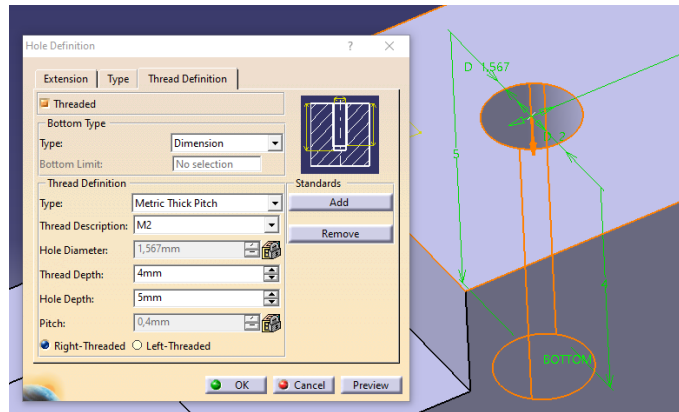 Hole Definition ? ×
Extension Type Thread Definition
Threaded
Bottom Type
Type: Dimension
Bottom Limit: No selection
Thread Definition
Type: Metric Thick Pitch
Thread Description: M2
Hole Diameter: 1,567mm
Thread Depth: 4mm
Hole Depth: 5mm
Pitch: 0,4mm
Right-Threaded Left-Threaded
Standards
Add
Remove
OK Cancel Preview
D 1,567
2
5
4
BOTTOM